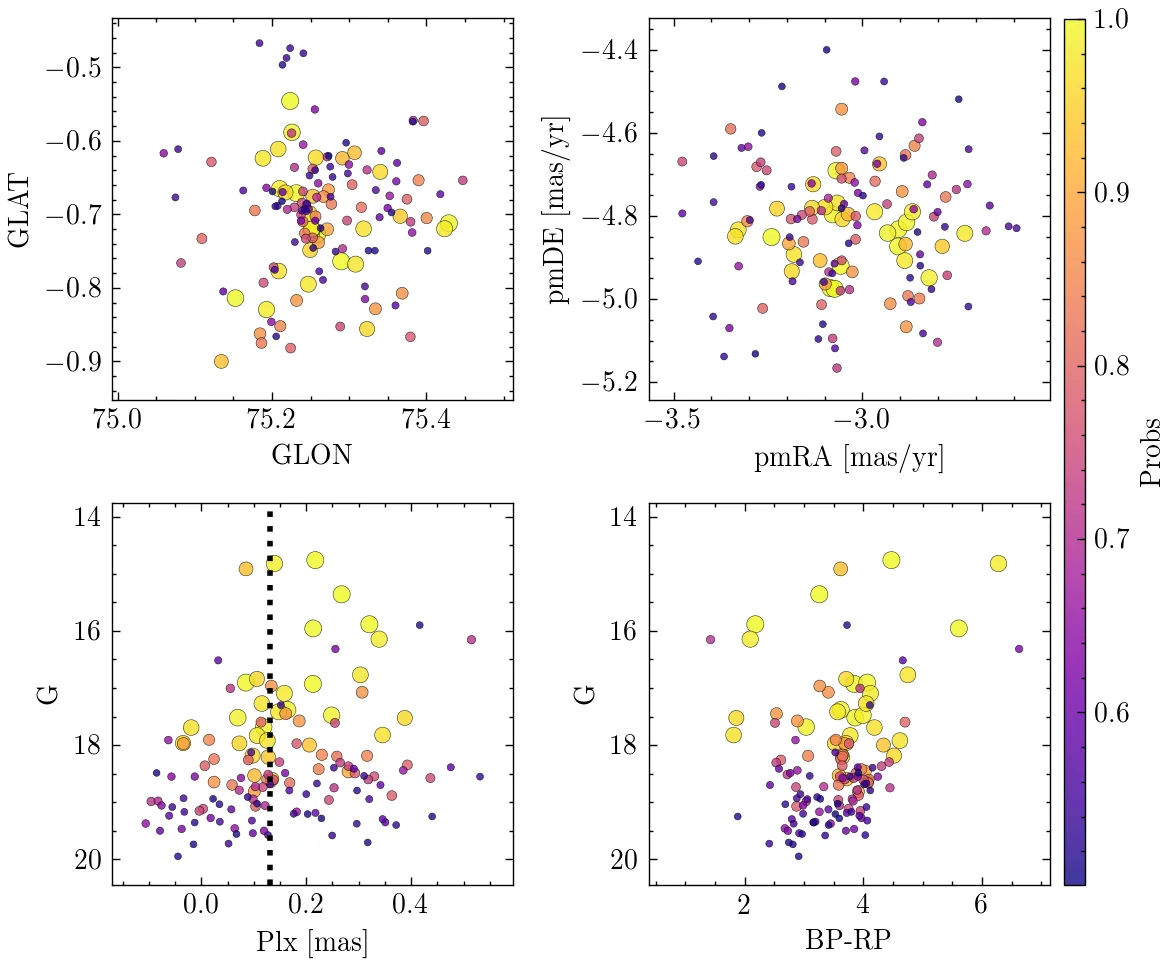 −0.5
−0.6
−0.7
−0.8
−0.9
GLAT
75.0 75.2 75.4
GLON
−4.4
−4.6
−4.8
−5.0
−5.2
pmDE [mas/yr]
−3.5 −3.0
pmRA [mas/yr]
14
16
18
20
G
0.0 0.2 0.4
Plx [mas]
14
16
18
20
G
2 4 6
BP-RP
1.0
0.9
0.8
0.7
0.6
Probs